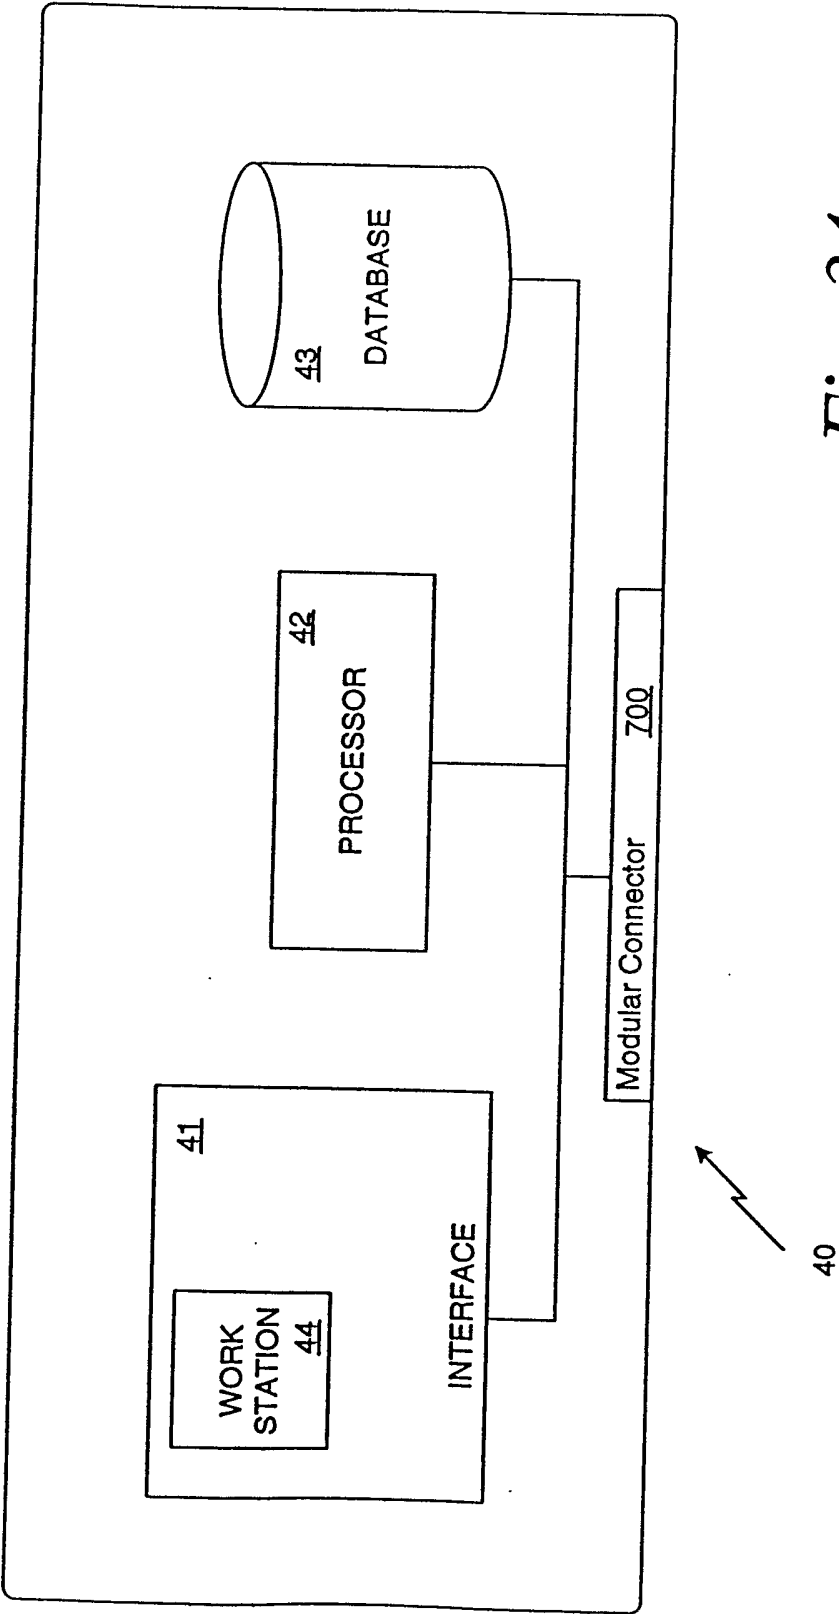 WORK
STATION
44
41
INTERFACE
42
PROCESSOR
43
DATABASE
Modular Connector 700
40